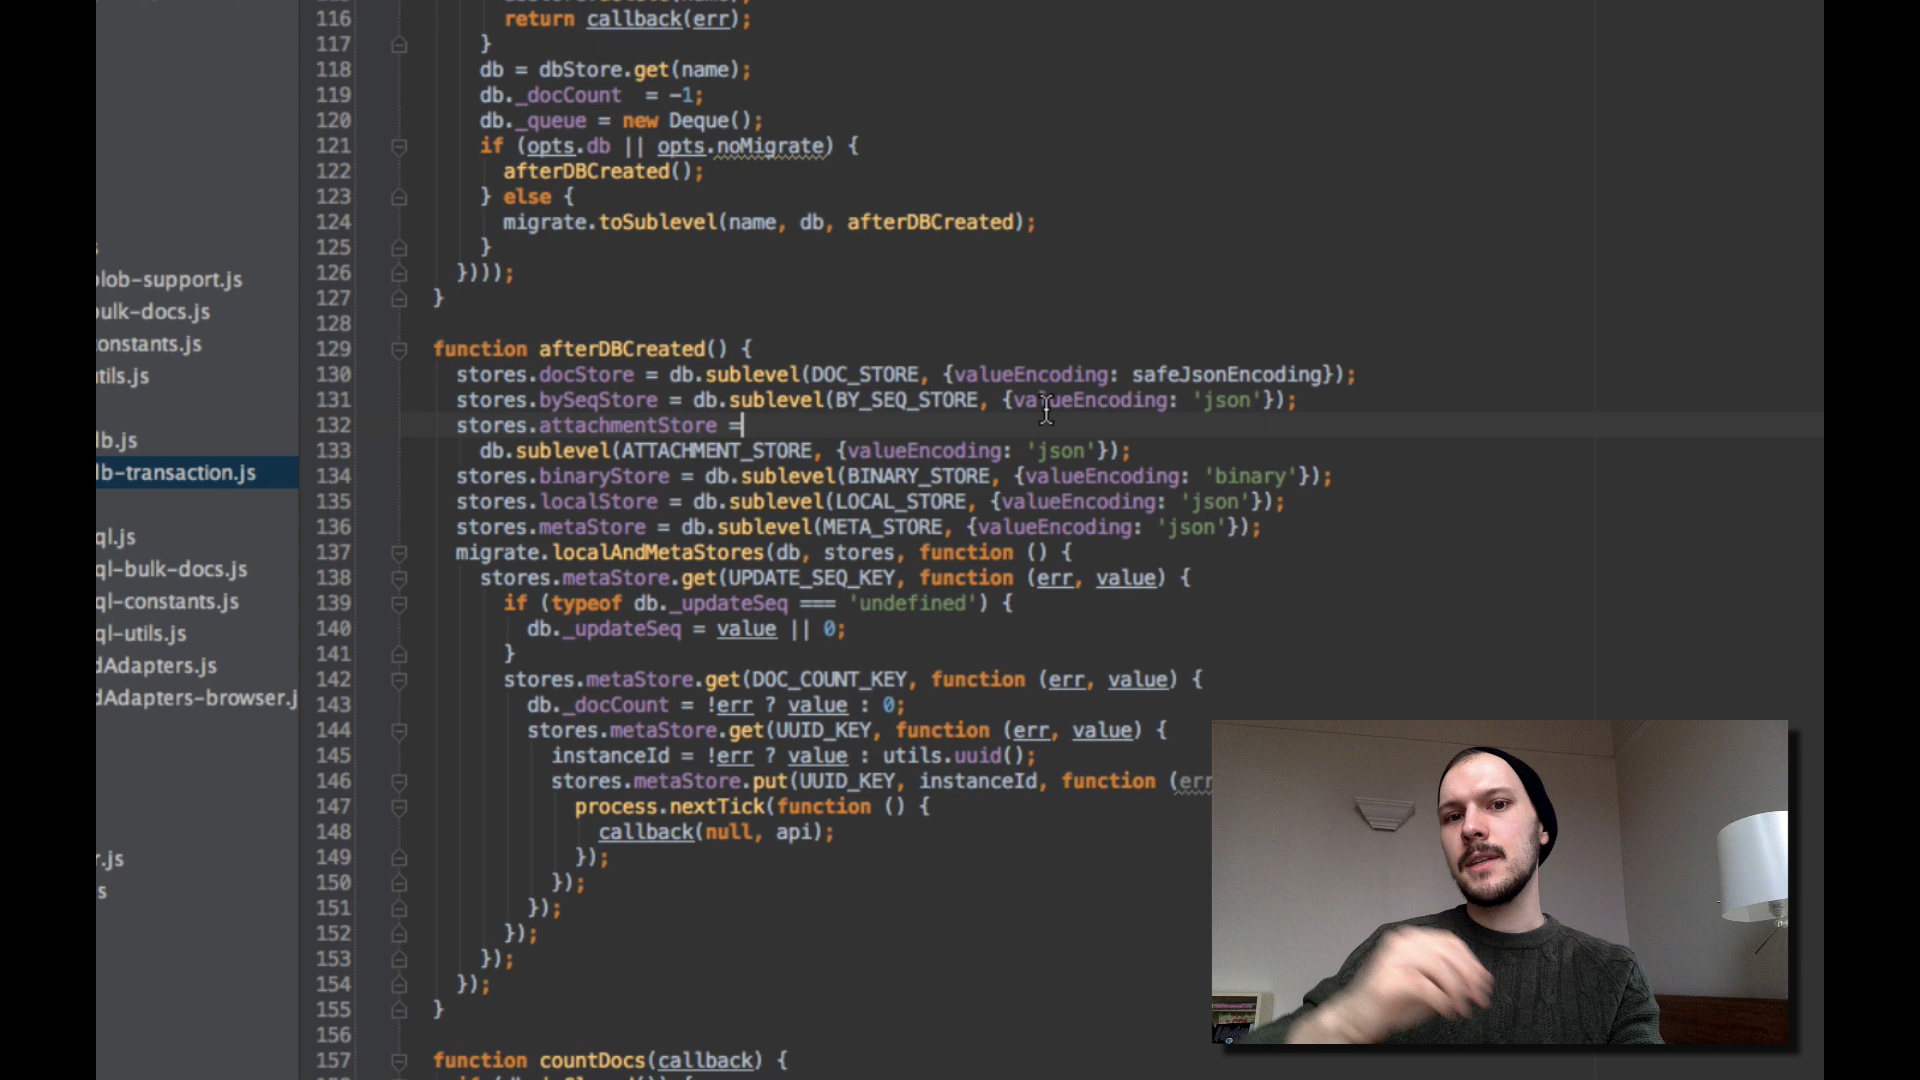 116 return callback(err);
117 }
118 db = dbStore.get(name);
119 db._docCount  = -1;
120 db._queue = new Deque();
121 if (opts.db || opts.noMigrate) {
122 afterDBCreated();
123 } else {
124 migrate.toSublevel(name, db, afterDBCreated);
125 }
126 })));
127 }
128
129 function afterDBCreated() {
130 stores.docStore = db.sublevel(DOC_STORE, {valueEncoding: safeJsonEncoding});
131 stores.bySeqStore = db.sublevel(BY_SEQ_STORE, {valueEncoding: 'json'});
132 stores.attachmentStore =
133 db.sublevel(ATTACHMENT_STORE, {valueEncoding: 'json'});
134 stores.binaryStore = db.sublevel(BINARY_STORE, {valueEncoding: 'binary'});
135 stores.localStore = db.sublevel(LOCAL_STORE, {valueEncoding: 'json'});
136 stores.metaStore = db.sublevel(META_STORE, {valueEncoding: 'json'});
137 migrate.localAndMetaStores(db, stores, function () {
138 stores.metaStore.get(UPDATE_SEQ_KEY, function (err, value) {
139 if (typeof db._updateSeq === 'undefined') {
140 db._updateSeq = value || 0;
141 }
142 stores.metaStore.get(DOC_COUNT_KEY, function (err, value) {
143 db._docCount = !err ? value : 0;
144 stores.metaStore.get(UUID_KEY, function (err, value) {
145 instanceId = !err ? value : utils.uuid();
146 stores.metaStore.put(UUID_KEY, instanceId, function (err
147 process.nextTick(function () {
148 callback(null, api);
149 });
150 });
151 });
152 });
153 });
154 });
155 }
156
157 function countDocs(callback) {
lob-support.js
ulk-docs.js
onstants.js
tils.js
lb.js
lb-transaction.js
ql.js
ql-bulk-docs.js
ql-constants.js
ql-utils.js
dAdapters.js
dAdapters-browser.j
r.js
s